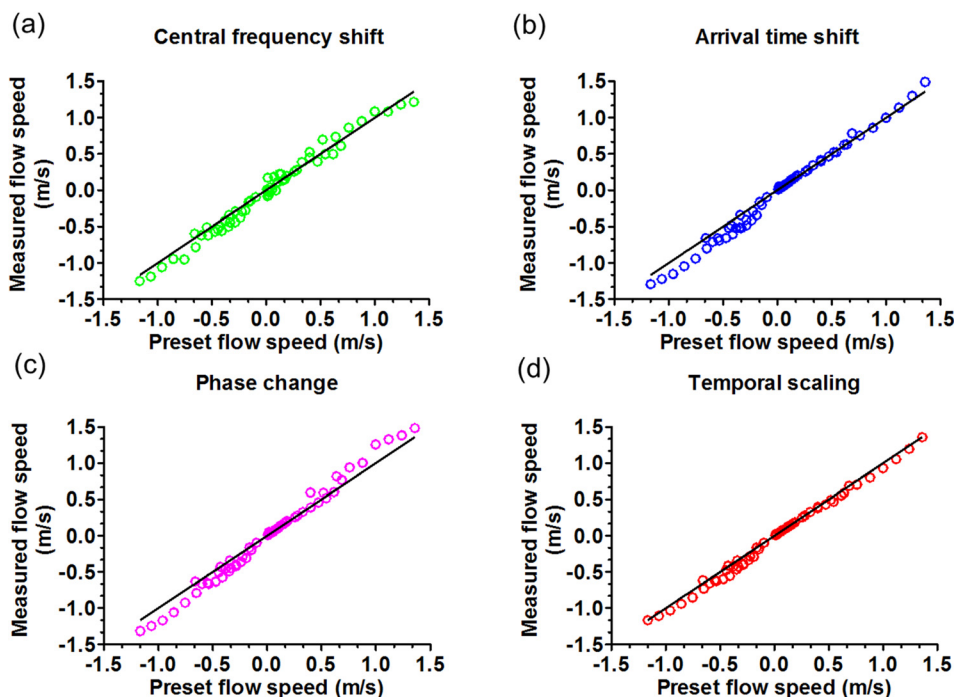 (a)
Central frequency shift
Measured flow speed
(m/s)
1.5
1.0
0.5
0.0
-0.5
-1.0
-1.5
-1.5 -1.0 -0.5 0.0 0.5 1.0 1.5
Preset flow speed (m/s)
(b)
Arrival time shift
Measured flow speed
(m/s)
1.5
1.0
0.5
0.0
-0.5
-1.0
-1.5
-1.5 -1.0 -0.5 0.0 0.5 1.0 1.5
Preset flow speed (m/s)
(c)
Phase change
Measured flow speed
(m/s)
1.5
1.0
0.5
0.0
-0.5
-1.0
-1.5
-1.5 -1.0 -0.5 0.0 0.5 1.0 1.5
Preset flow speed (m/s)
(d)
Temporal scaling
Measured flow speed
(m/s)
1.5
1.0
0.5
0.0
-0.5
-1.0
-1.5
-1.5 -1.0 -0.5 0.0 0.5 1.0 1.5
Preset flow speed (m/s)